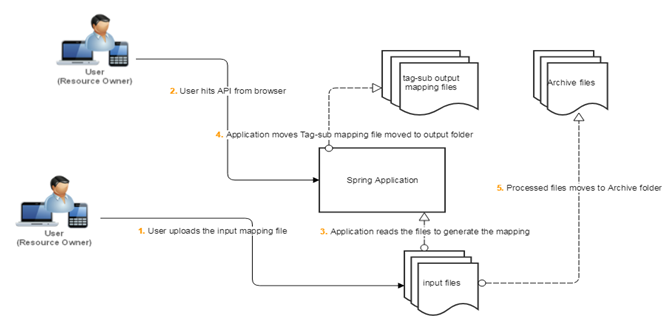 User
(Resource Owner)
2. User hits API from browser
tag-sub output
mapping files
Archive files
4. Application moves Tag-sub mapping file moved to output folder
Spring Application
5. Processed files moves to Archive folder
User
(Resource Owner)
1. User uploads the input mapping file
3. Application reads the files to generate the mapping
input files